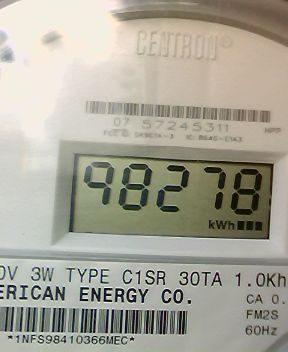 CENTRON®
07 57245311 NPP
98278
kWh
0V 3W TYPE C1SR 30TA 1.0Kh
ERICAN ENERGY CO. CA 0.
FM2S
60Hz
*1NFS98410366MEC*